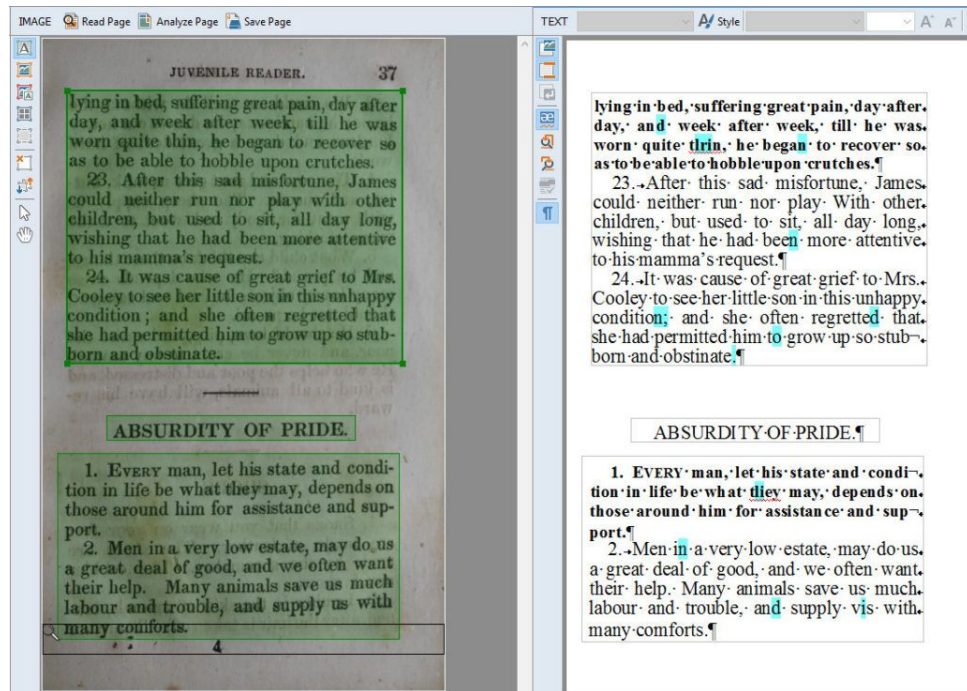 IMAGE Read Page Analyze Page Save Page
JUVENILE READER. 37
lying in bed, suffering great pain, day after
day, and week after week, till he was
worn quite thin, he began to recover so
as to be able to hobble upon crutches.
23. After this sad misfortune, James
could neither run nor play with other
children, but used to sit, all day long,
wishing that he had been more attentive
to his mamma's request.
24. It was cause of great grief to Mrs.
Cooley to see her little son in this unhappy
condition; and she often regretted that
she had permitted him to grow up so stub-
born and obstinate.
ABSURDITY OF PRIDE.
1. EVERY man, let his state and condi-
tion in life be what they may, depends on
those around him for assistance and sup-
port.
2. Men in a very low estate, may do us
a great deal of good, and we often want
their help. Many animals save us much
labour and trouble, and supply us with
many comforts.
4
TEXT Style
lying in bed, suffering great pain, day after
day, and week after week, till he was
worn quite tlrin, he began to recover so
as to be able to hobble upon crutches.¶
23. After this sad misfortune, James
could neither run nor play With other
children, but used to sit, all day long,
wishing that he had been more attentive
to his mamma's request.¶
24. It was cause of great grief to Mrs.
Cooley to see her little son in this unhappy
condition; and she often regretted that
she had permitted him to grow up so stub¬
born and obstinate.¶
ABSURDITY OF PRIDE.¶
1. EVERY man, let his state and condi¬
tion in life be what tliey may, depends on
those around him for assistance and sup¬
port.¶
2. Men in a very low estate, may do us
a great deal of good, and we often want
their help. Many animals save us much
labour and trouble, and supply vis with
many comforts.¶